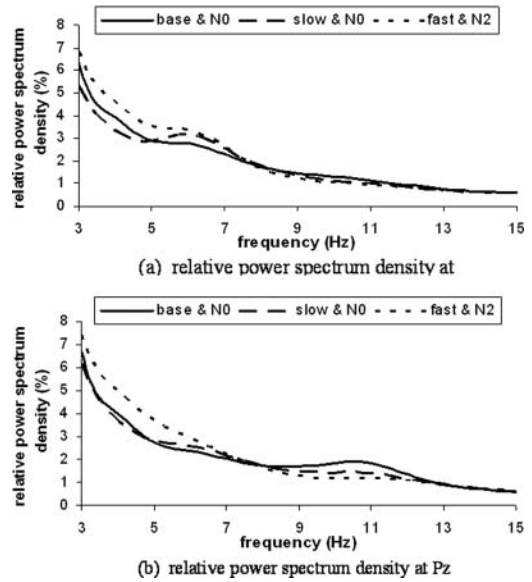 base & N0 slow & N0 fast & N2
relative power spectrum
density (%)
8
7
6
5
4
3
2
1
0
3 5 7 9 11 13 15
frequency (Hz)
(a) relative power spectrum density at
base & N0 slow & N0 fast & N2
relative power spectrum
density (%)
8
7
6
5
4
3
2
1
0
3 5 7 9 11 13 15
frequency (Hz)
(b) relative power spectrum density at Pz